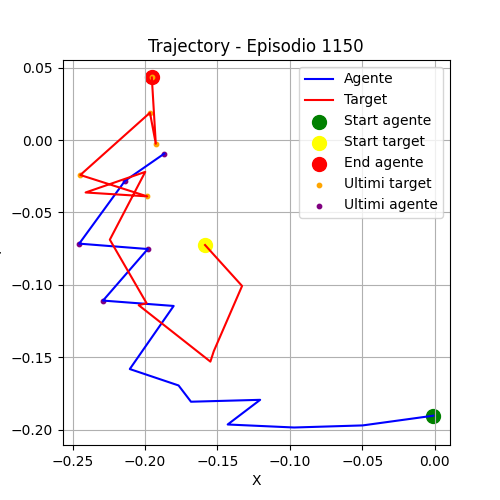 Trajectory - Episodio 1150
Agente
Target
Start agente
Start target
End agente
Ultimi target
Ultimi agente
0.05
0.00
−0.05
−0.10
−0.15
−0.20
−0.25
−0.20
−0.15
−0.10
−0.05
0.00
X